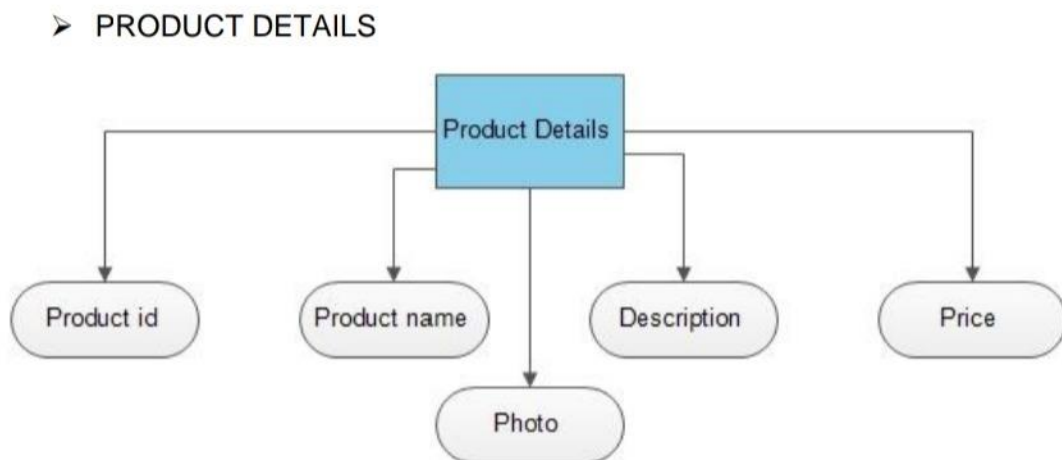 ➢ PRODUCT DETAILS
Product Details
Product id
Product name
Description
Price
Photo